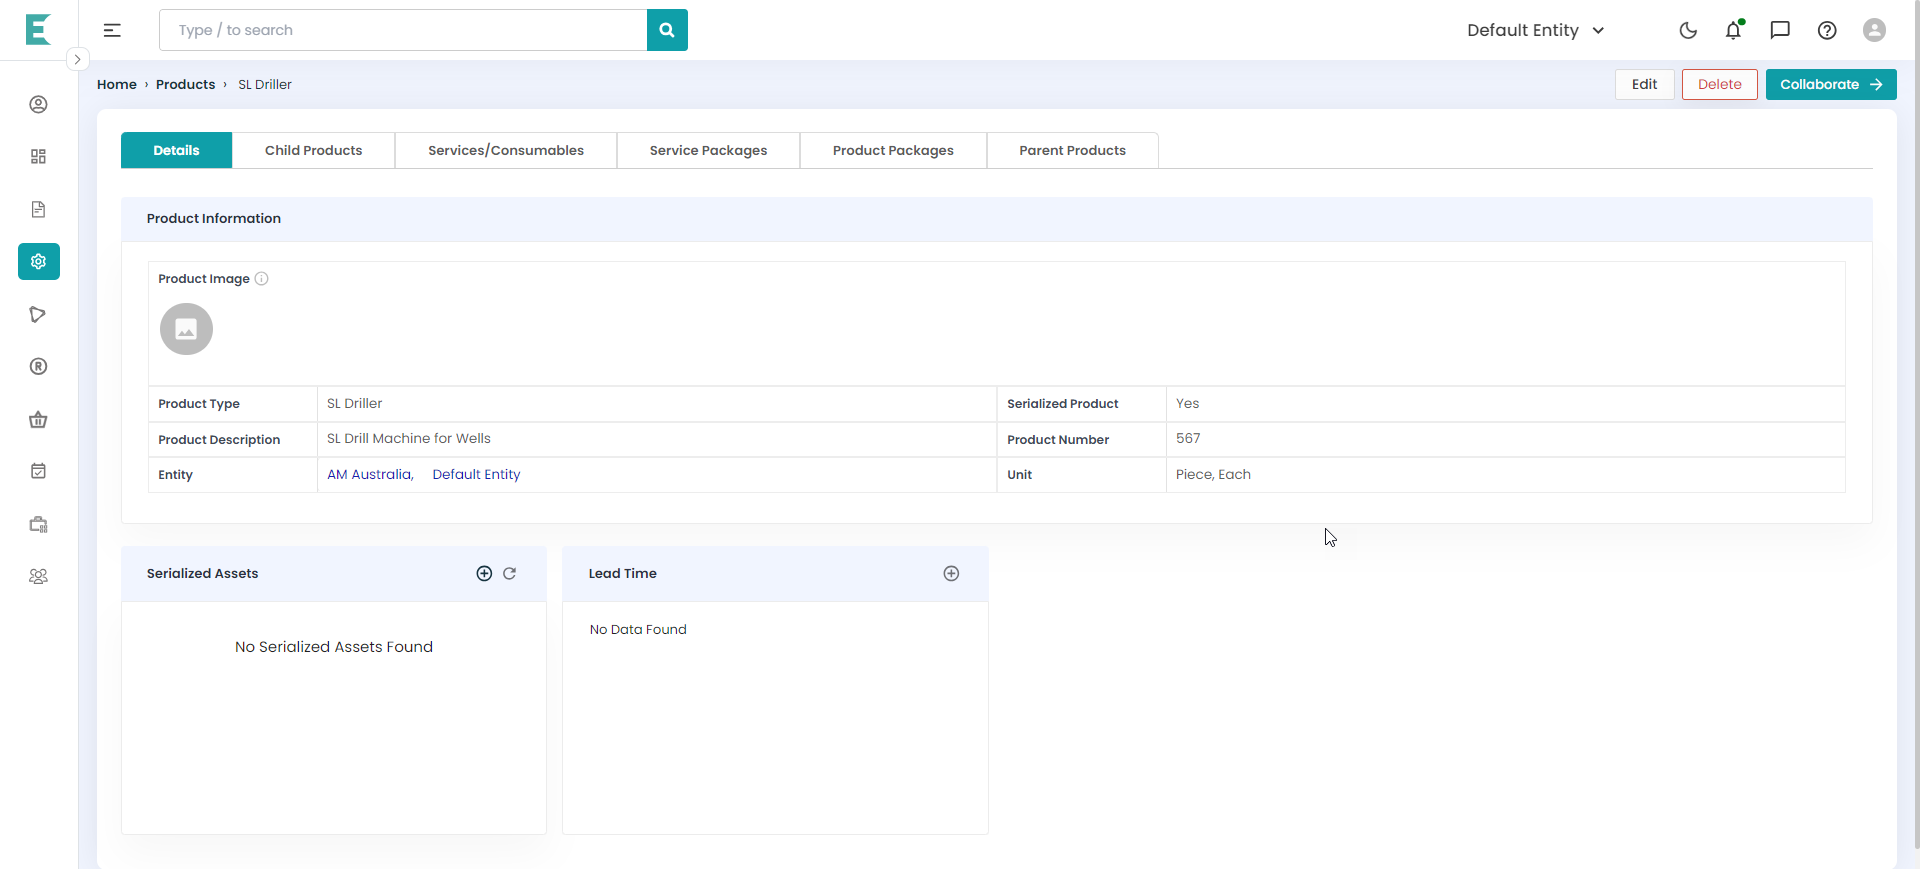 Type / to search
Default Entity
Home › Products › SL Driller
Edit
Delete
Collaborate
Details
Child Products
Services/Consumables
Service Packages
Product Packages
Parent Products
Product Information
Product Image
Product Type SL Driller Serialized Product Yes
Product Description SL Drill Machine for Wells Product Number 567
Entity AM Australia, Default Entity Unit Piece, Each
Serialized Assets
No Serialized Assets Found
Lead Time
No Data Found